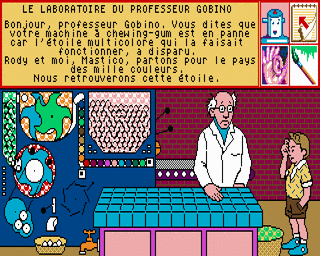 LE LABORATOIRE DU PROFESSEUR GOBINO
Bonjour, professeur Gobino. Vous dites que
votre machine à chewing-gum est en panne
car l'étoile multicolore qui la faisait
fonctionner, a disparu.
Rody et moi, Mastico, partons pour le pays
des mille couleurs.
Nous retrouverons cette étoile.